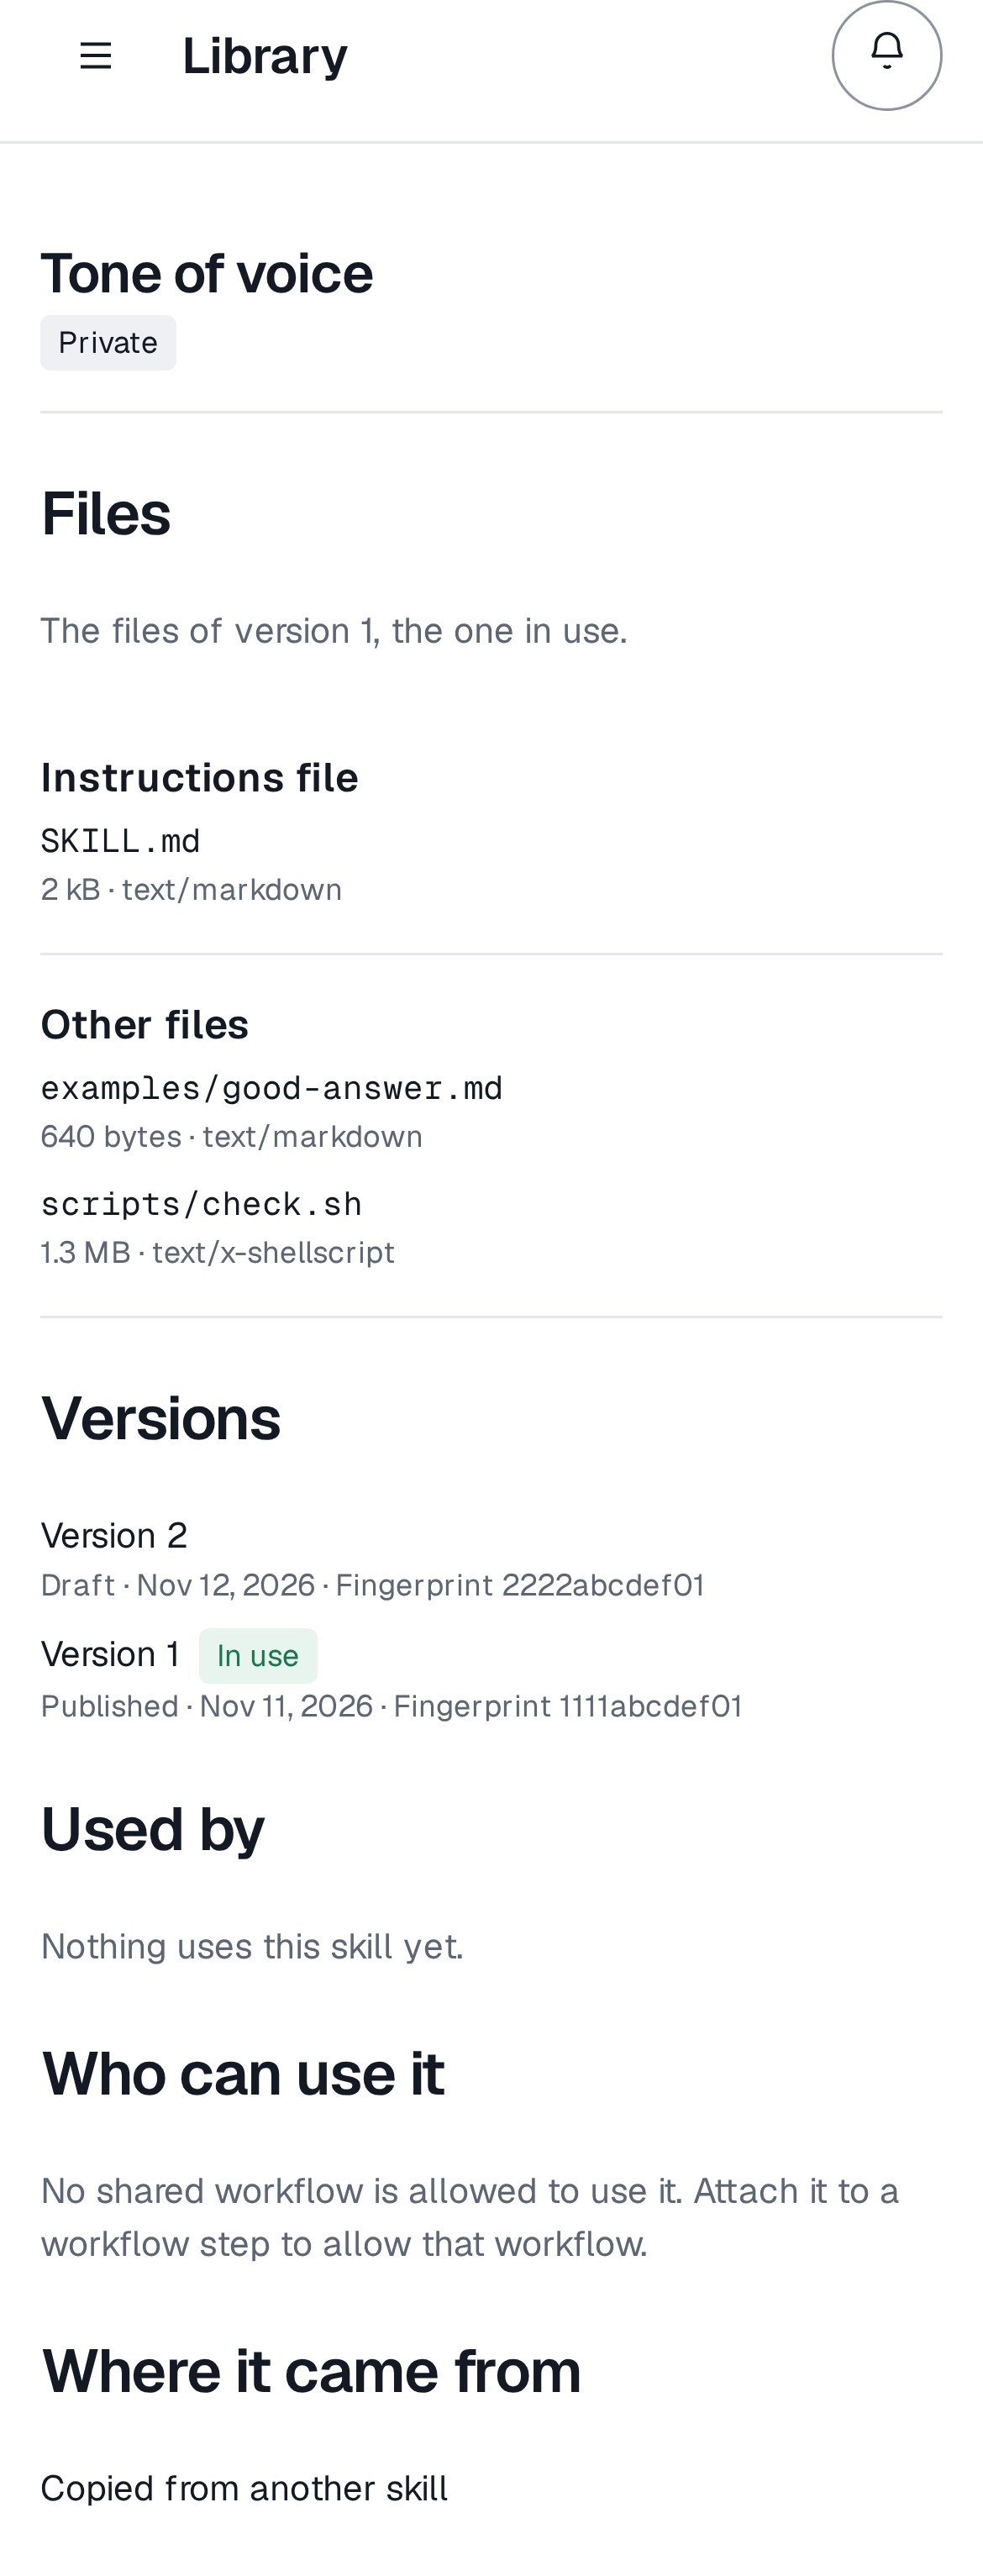 Library
Tone of voice
Private
Files
The files of version 1, the one in use.
Instructions file
SKILL.md
2 kB · text/markdown
Other files
examples/good-answer.md
640 bytes · text/markdown
scripts/check.sh
1.3 MB · text/x-shellscript
Versions
Version 2
Draft · Nov 12, 2026 · Fingerprint 2222abcdef01
Version 1 In use
Published · Nov 11, 2026 · Fingerprint 1111abcdef01
Used by
Nothing uses this skill yet.
Who can use it
No shared workflow is allowed to use it. Attach it to a
workflow step to allow that workflow.
Where it came from
Copied from another skill